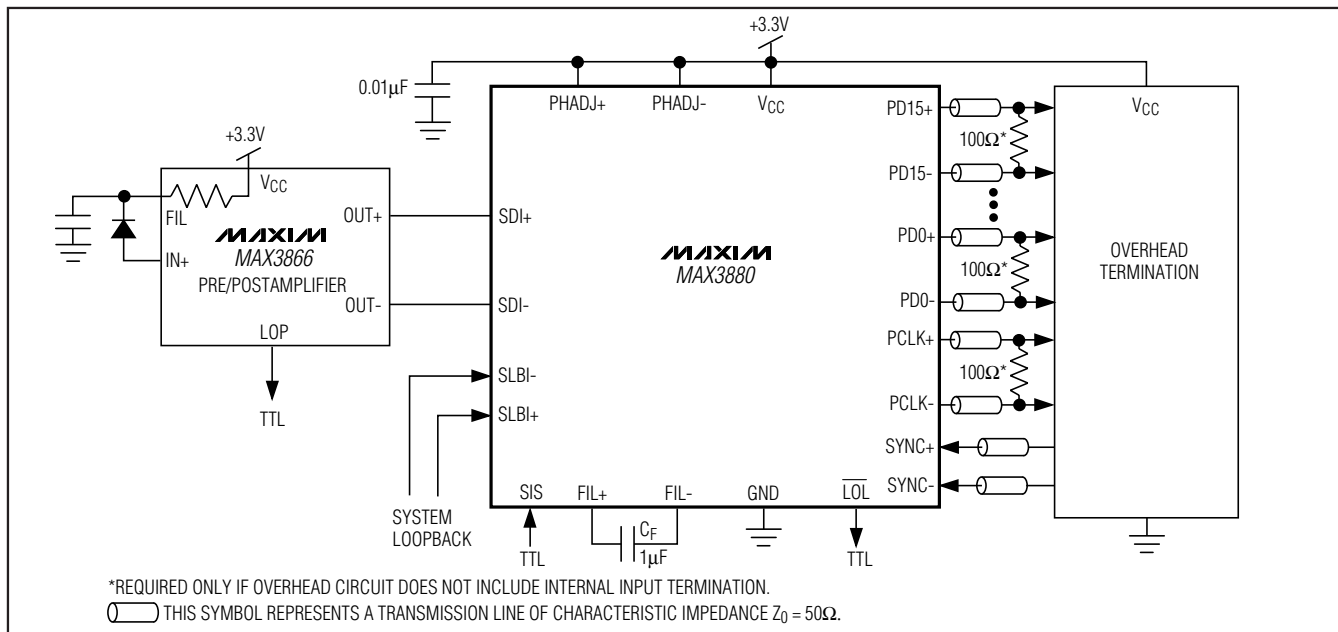 +3.3V
0.01μF
PHADJ+ PHADJ- VCC
PD15+
VCC
100Ω*
PD15-
+3.3V
VCC
FIL
OUT+
SDI+
MAXIM
MAX3866
PRE/POSTAMPLIFIER
IN+
OUT-
SDI-
LOP
TTL
MAXIM
MAX3880
PD0+
100Ω*
PD0-
OVERHEAD
TERMINATION
PCLK+
100Ω*
PCLK-
SLBI-
SLBI+
SYNC+
SYNC-
SYSTEM
LOOPBACK
SIS FIL+ FIL- GND LOL
TTL
CF
1μF
TTL
*REQUIRED ONLY IF OVERHEAD CIRCUIT DOES NOT INCLUDE INTERNAL INPUT TERMINATION.
THIS SYMBOL REPRESENTS A TRANSMISSION LINE OF CHARACTERISTIC IMPEDANCE Z0 = 50Ω.